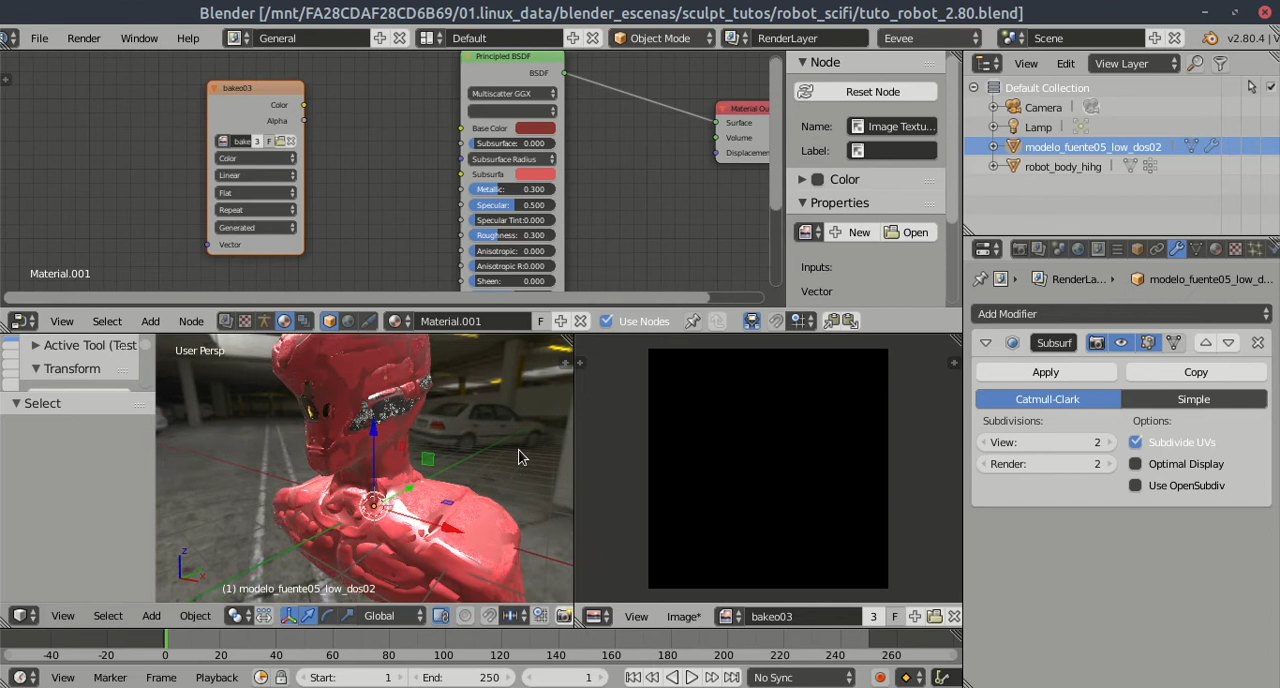 Blender [/mnt/FA28CDAF28CD6B69/01.linux_data/blender_escenas/sculpt_tutos/robot_scifi/tuto_robot_2.80.blend]
File Render Window Help General Default Object Mode RenderLayer Eevee Scene v2.80.4 | V
View Edit View Layer
Default Collection
Camera
Lamp
modelo_fuente05_low_dos02
robot_body_hihg
bakeo03
Color
Alpha
bake 3 F
Color
Linear
Flat
Repeat
Generated
Vector
Principled BSDF
BSDF
Multiscatter GGX
Base Color
Subsurface: 0.000
Subsurface Radius
Subsurfa
Metallic: 0.300
Specular: 0.500
Specular Tint:0.000
Roughness: 0.300
Anisotropic: 0.000
Anisotropic R:0.000
Sheen: 0.000
Material Ou
Surface
Volume
Displacemen
Material.001
Node
Reset Node
Name: Image Textu...
Label:
Color
Properties
New Open
Inputs:
Vector
View Select Add Node Material.001 F Use Nodes
RenderLa... modelo_fuente05_low_d...
Add Modifier
Subsurf
Apply Copy
Catmull-Clark Simple
Subdivisions: Options:
View: 2 Subdivide UVs
Render: 2 Optimal Display
Use OpenSubdiv
Active Tool (Test
Transform
Select
User Persp
(1) modelo_fuente05_low_dos02
View Select Add Object Global
View Image* bakeo03 3 F
-40 -20 0 20 40 60 80 100 120 140 160 180 200 220 240 260
View Marker Frame Playback Start: 1 End: 250 1 No Sync